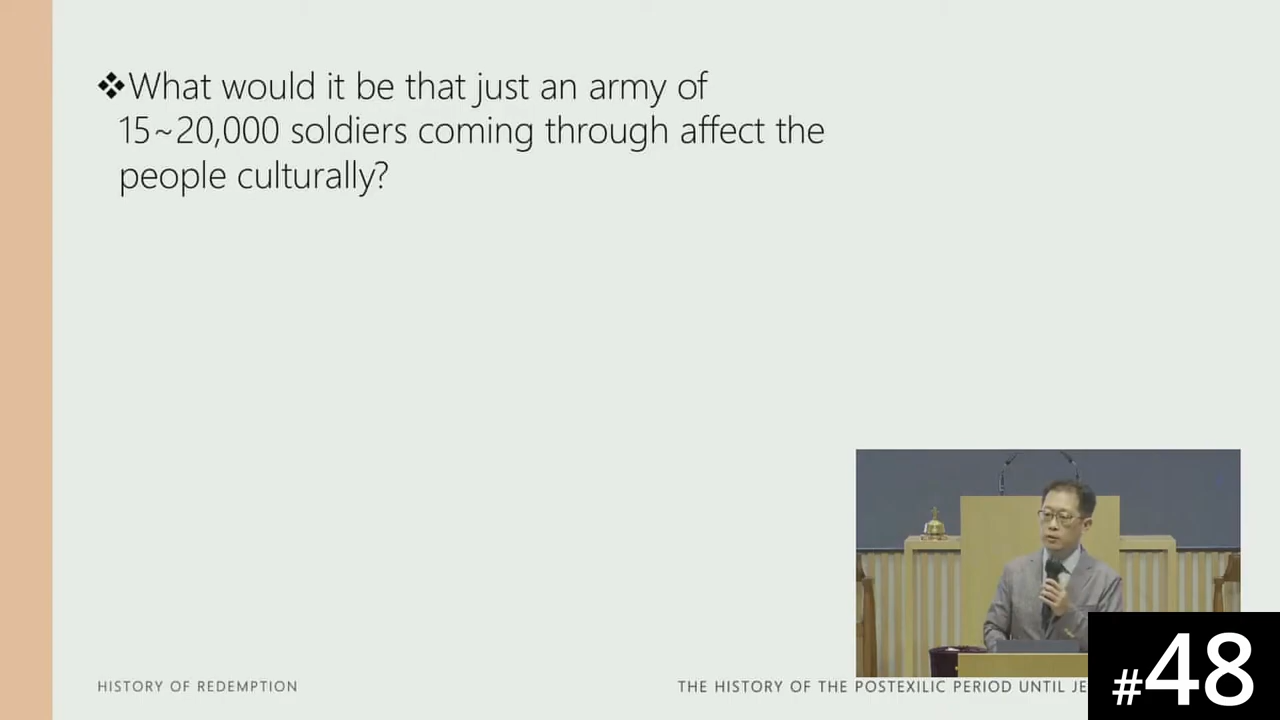 ❖What would it be that just an army of
15~20,000 soldiers coming through affect the
people culturally?
HISTORY OF REDEMPTION
THE HISTORY OF THE POSTEXILIC PERIOD UNTIL JE
#48